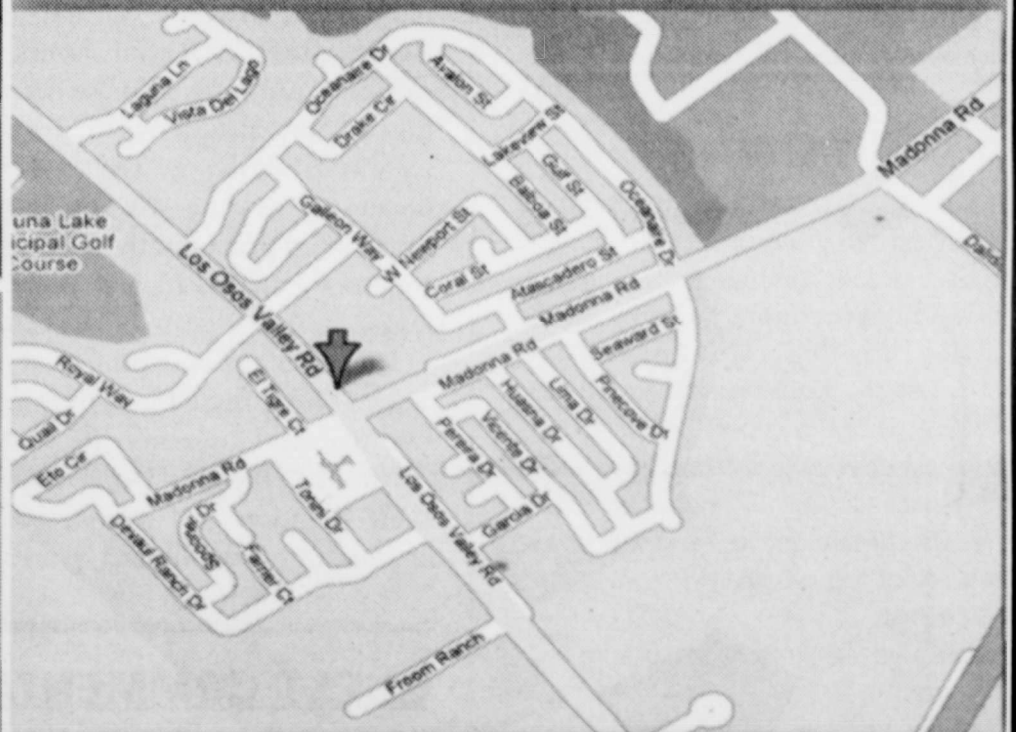 Laguna Ln
Vista Del Lago
Oceanaire Dr
Drake Cir
Avalon St
Lakeview St
Gulf St
Balboa St
Oceanaire Dr
Madonna Rd
una Lake
icipal Golf
Course
Galleon Way
Newport St
Coral St
Atascadero St
Madonna Rd
Los Osos Valley Rd
Madonna Rd
Seaward St
Royal Way
El Tigre Ct
Huasna Dr
Lima Dr
Pinecove Dr
Quail Dr
Pereira Dr
Vicente Dr
Eto Cir
Madonna Rd
Tonini Dr
Los Osos Valley Rd
Garcia Dr
Devaul Ranch Dr
Spooner Dr
Farrier Ct
Froom Ranch